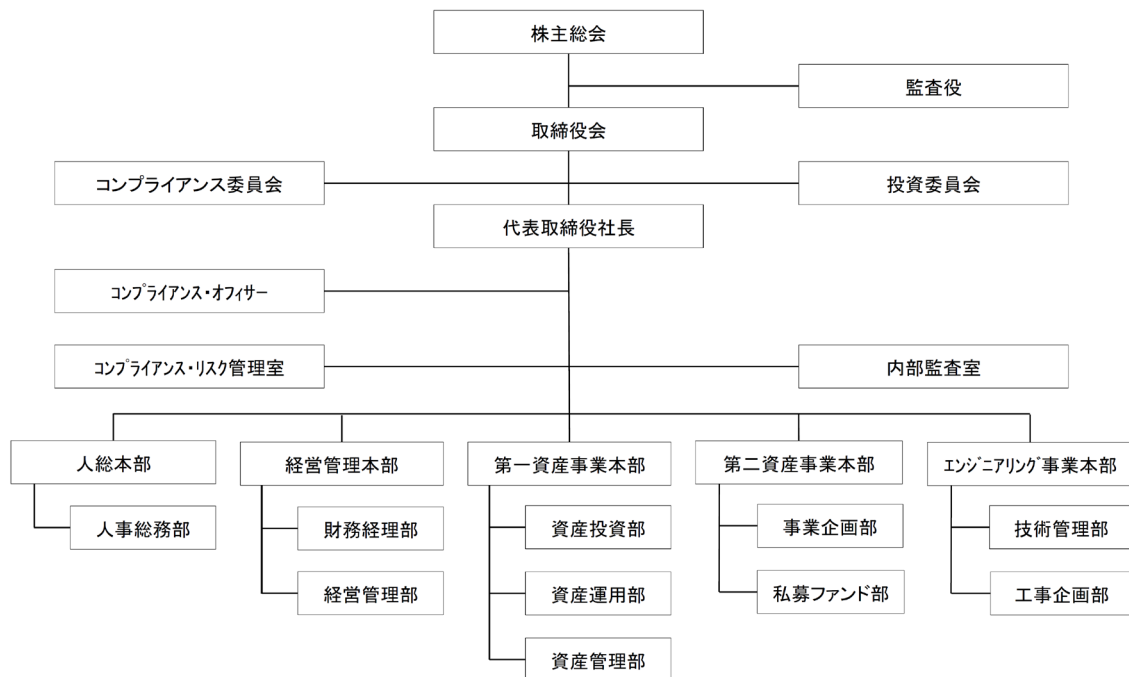 株主総会
監査役
取締役会
コンプライアンス委員会
投資委員会
代表取締役社長
ｺﾝﾌﾟﾗｲｱﾝｽ・ｵﾌｨｻｰ
ｺﾝﾌﾟﾗｲｱﾝｽ・ﾘｽｸ管理室
内部監査室
人総本部
経営管理本部
第一資産事業本部
第二資産事業本部
ｴﾝｼﾞﾆｱﾘﾝｸﾞ事業本部
人事総務部
財務経理部
資産投資部
事業企画部
技術管理部
経営管理部
資産運用部
私募ファンド部
工事企画部
資産管理部